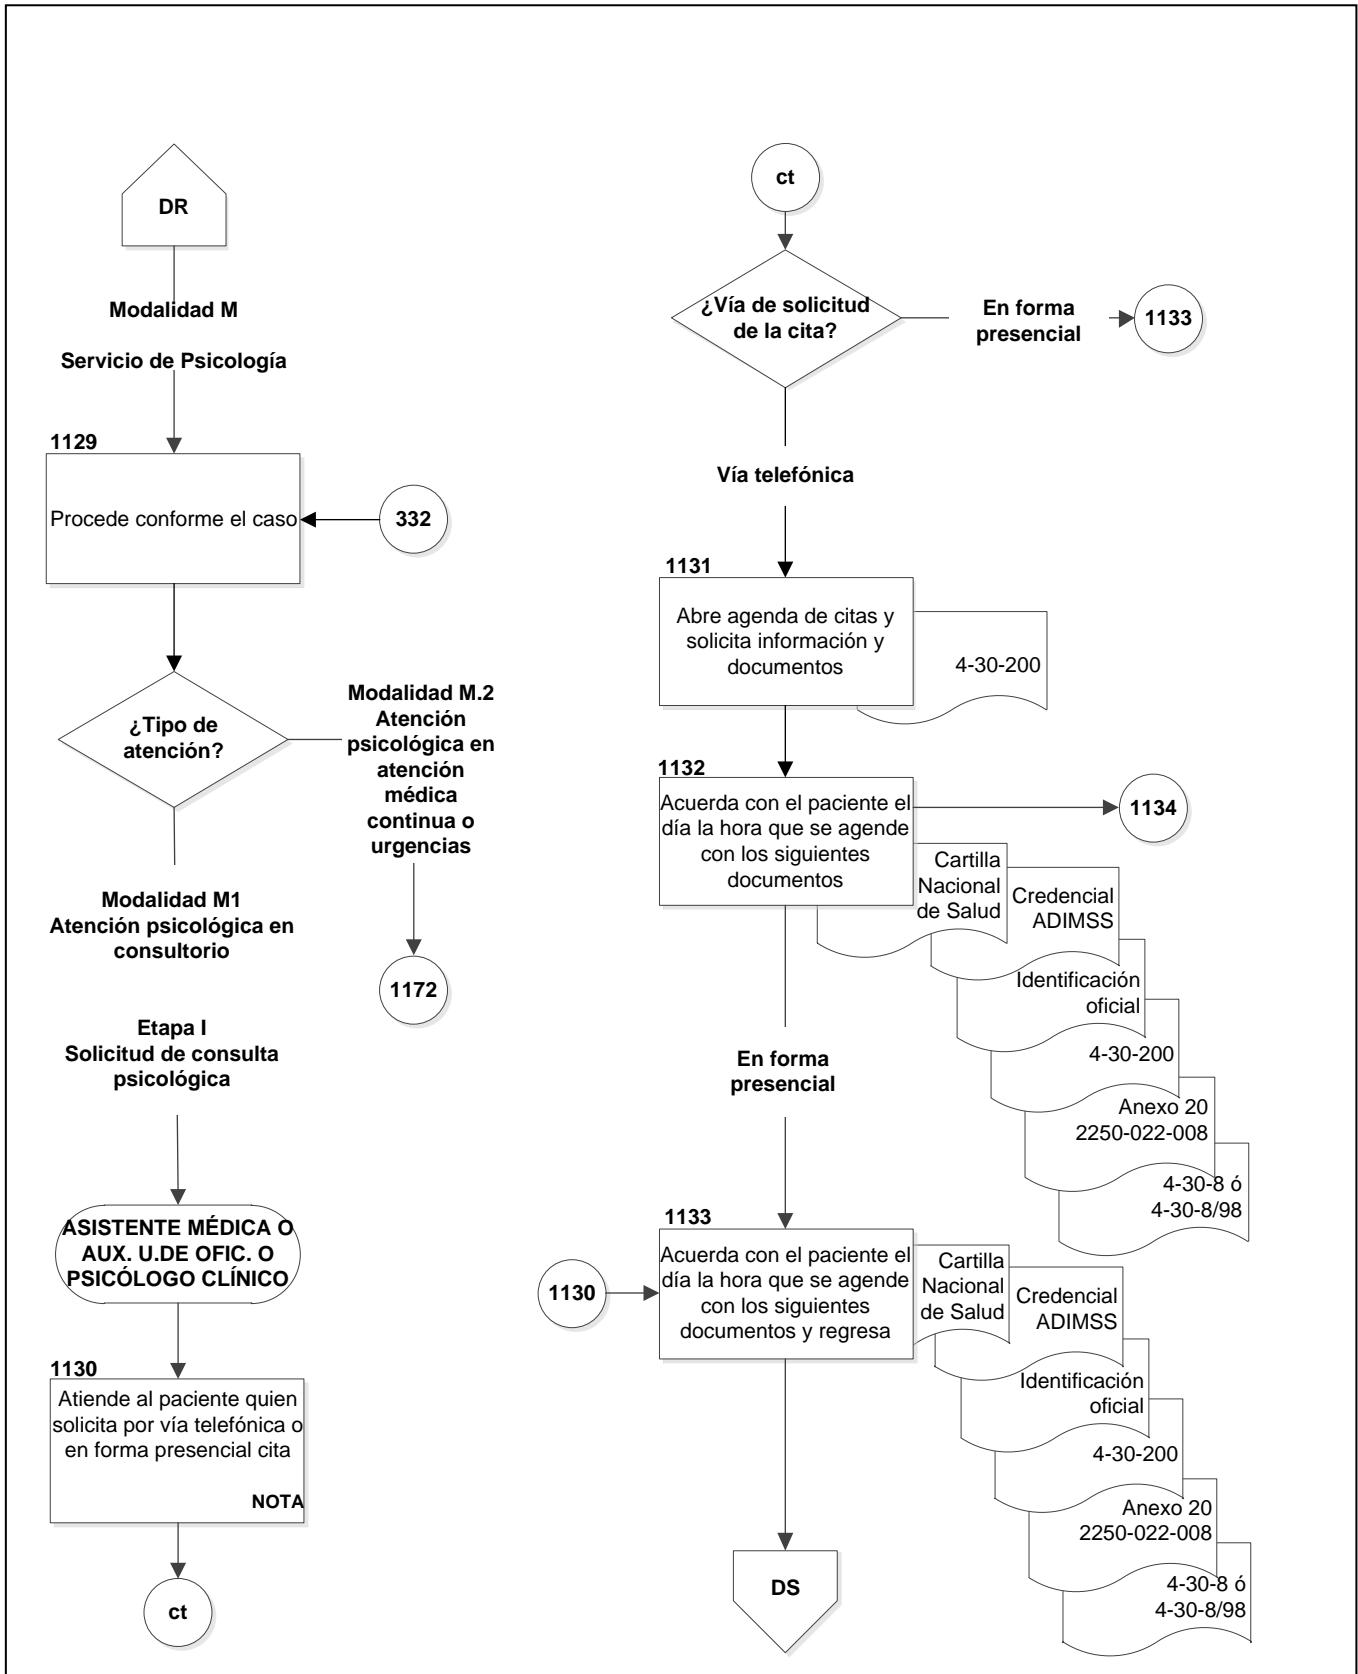 DR
Modalidad M
Servicio de Psicología
1129
Procede conforme el caso
332
¿Tipo de
atención?
Modalidad M.2
Atención
psicológica en
atención
médica
continua o
urgencias
1172
Modalidad M1
Atención psicológica en
consultorio
Etapa I
Solicitud de consulta
psicológica
ASISTENTE MÉDICA O
AUX. U.DE OFIC. O
PSICÓLOGO CLÍNICO
1130
Atiende al paciente quien
solicita por vía telefónica o
en forma presencial cita
NOTA
ct
ct
¿Vía de solicitud
de la cita?
En forma
presencial
1133
Vía telefónica
1131
Abre agenda de citas y
solicita información y
documentos
4-30-200
1132
Acuerda con el paciente el
día la hora que se agende
con los siguientes
documentos
1134
Cartilla
Nacional
de Salud
Credencial
ADIMSS
Identificación
oficial
4-30-200
Anexo 20
2250-022-008
4-30-8 ó
4-30-8/98
En forma
presencial
1133
1130
Acuerda con el paciente el
día la hora que se agende
con los siguientes
documentos y regresa
Cartilla
Nacional
de Salud
Credencial
ADIMSS
Identificación
oficial
4-30-200
Anexo 20
2250-022-008
4-30-8 ó
4-30-8/98
DS